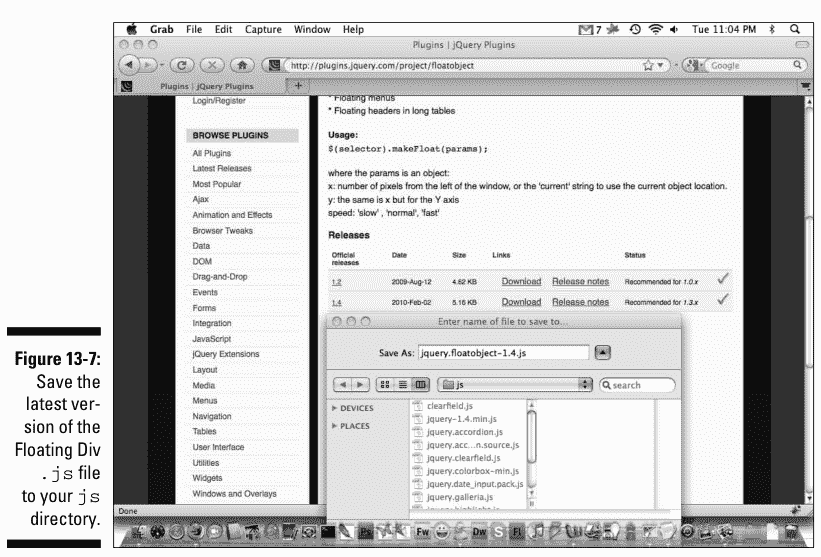 Grab File Edit Capture Window Help
7
Tue 11:04 PM
Plugins | jQuery Plugins
http://plugins.jquery.com/project/floatobject
Google
Plugins | jQuery Plugins
Login/Register
BROWSE PLUGINS
All Plugins
Latest Releases
Most Popular
Ajax
Animation and Effects
Browser Tweaks
Data
DOM
Drag-and-Drop
Events
Forms
Integration
JavaScript
jQuery Extensions
Layout
Media
Menus
Navigation
Tables
User Interface
Utilities
Widgets
Windows and Overlays
* Floating menus
* Floating headers in long tables
Usage:
$(selector).makeFloat(params);
where the params is an object:
x: number of pixels from the left of the window, or the 'current' string to use the current object location.
y: the same is x but for the Y axis
speed: 'slow' , 'normal', 'fast'
Releases
Official releases Date Size Links Status
1.2 2009-Aug-12 4.62 KB Download Release notes Recommended for 1.0.x
1.4 2010-Feb-02 5.16 KB Download Release notes Recommended for 1.3.x
Enter name of file to save to...
Save As: jquery.floatobject-1.4.js
js
search
DEVICES
PLACES
clearfield.js
jquery-1.4.min.js
jquery.accordion.js
jquery.acc...n.source.js
jquery.clearfield.js
jquery.colorbox-min.js
jquery.date_input.pack.js
jquery.galleria.js
Done
Fw
Dw
S
FL
Figure 13-7:
Save the
latest ver-
sion of the
Floating Div
.js file
to your js
directory.